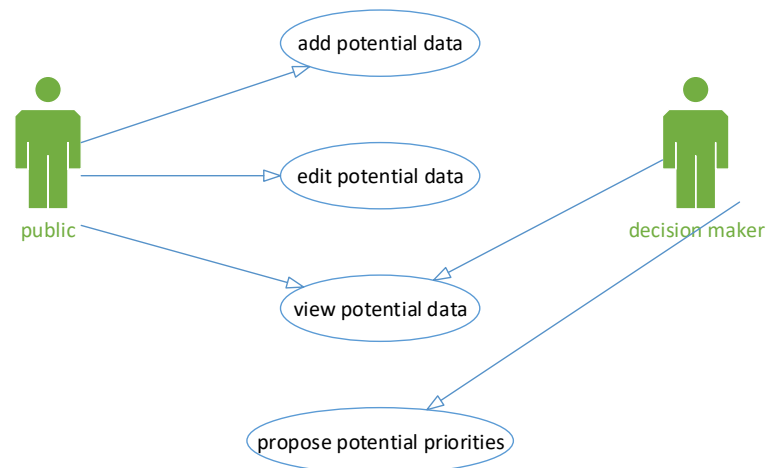 add potential data
edit potential data
public
decision maker
view potential data
propose potential priorities